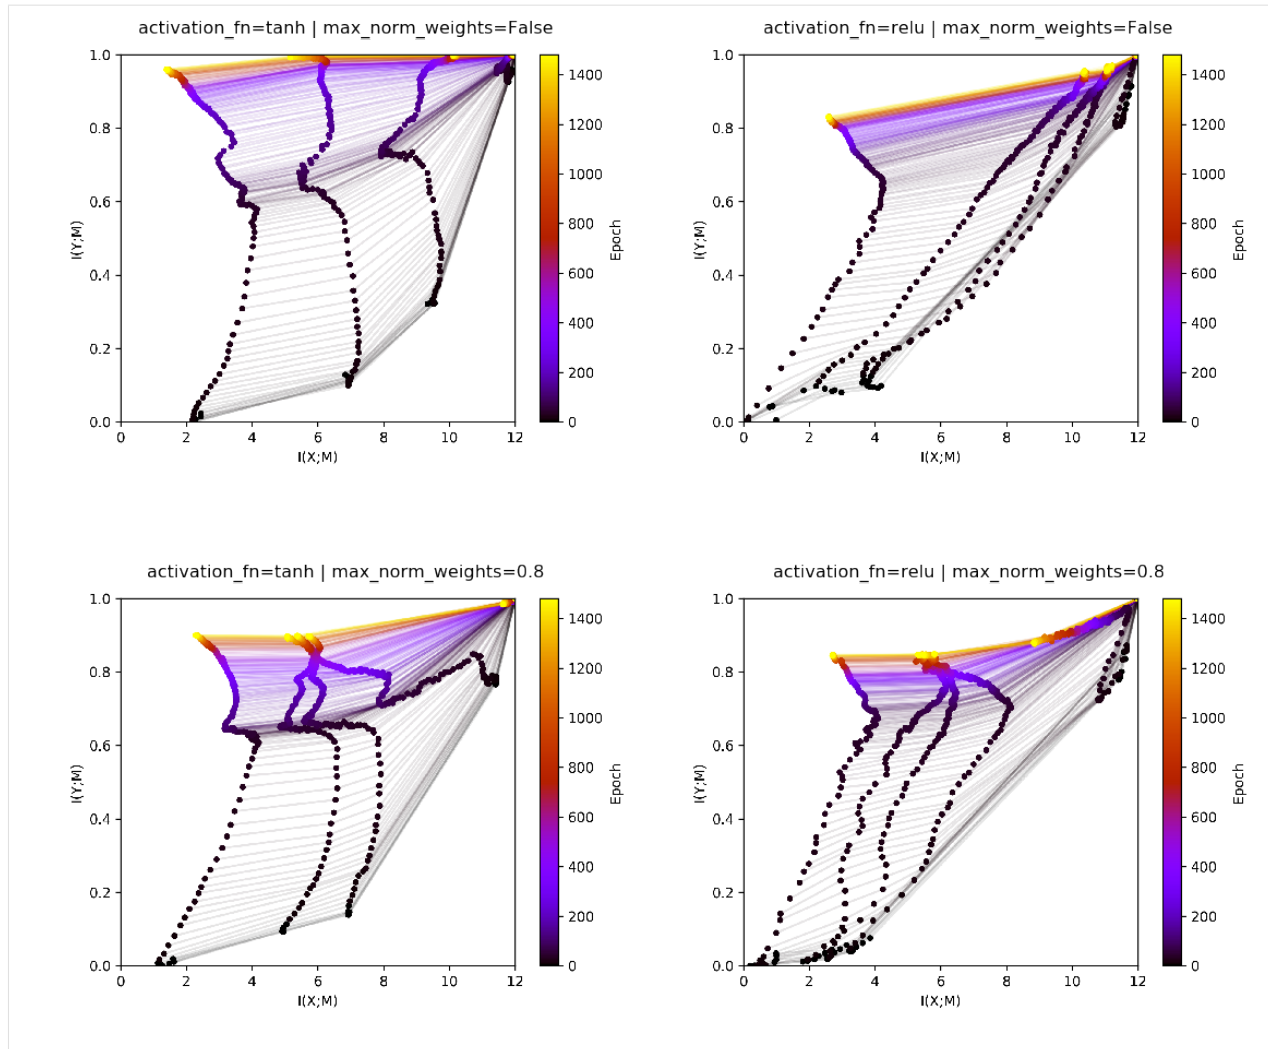 activation_fn=tanh | max_norm_weights=False
1.0
0.8
0.6
0.4
0.2
0.0
I(Y;M)
0 2 4 6 8 10 12
I(X;M)
1400
1200
1000
800
600
400
200
0
Epoch
activation_fn=relu | max_norm_weights=False
1.0
0.8
0.6
0.4
0.2
0.0
I(Y;M)
0 2 4 6 8 10 12
I(X;M)
1400
1200
1000
800
600
400
200
0
Epoch
activation_fn=tanh | max_norm_weights=0.8
1.0
0.8
0.6
0.4
0.2
0.0
I(Y;M)
0 2 4 6 8 10 12
I(X;M)
1400
1200
1000
800
600
400
200
0
Epoch
activation_fn=relu | max_norm_weights=0.8
1.0
0.8
0.6
0.4
0.2
0.0
I(Y;M)
0 2 4 6 8 10 12
I(X;M)
1400
1200
1000
800
600
400
200
0
Epoch